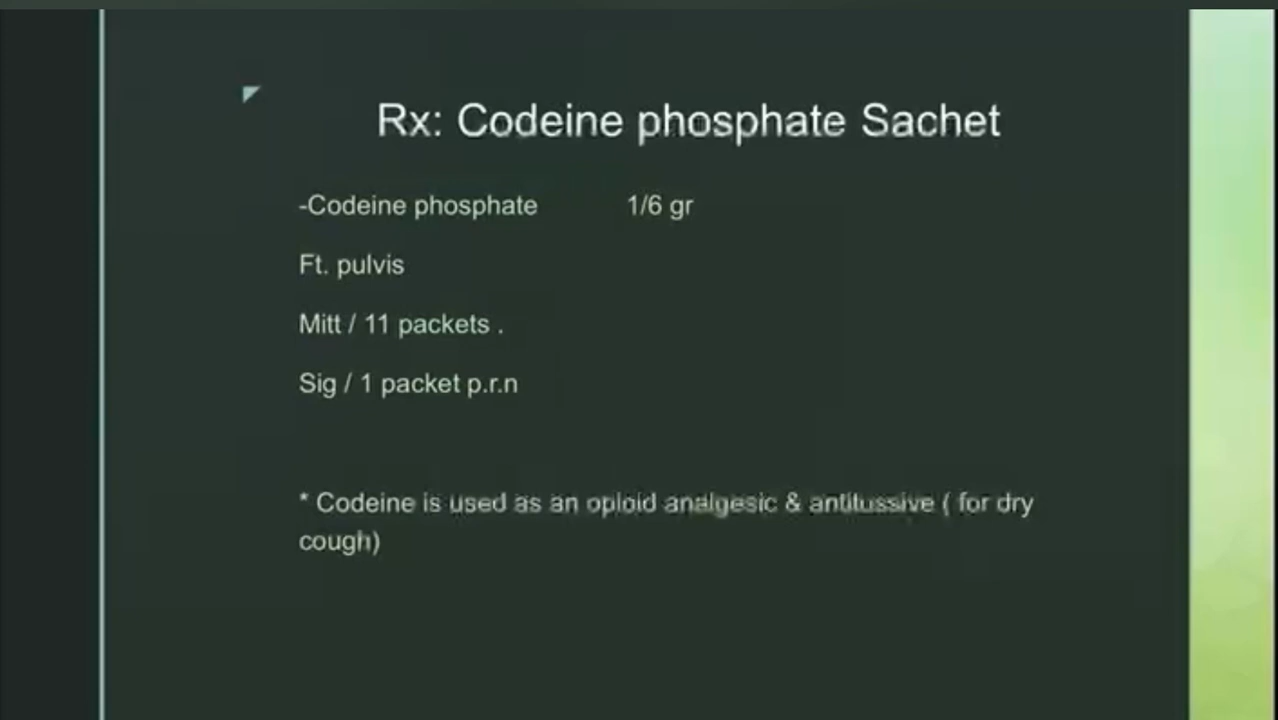 Rx: Codeine phosphate Sachet
-Codeine phosphate 1/6 gr
Ft. pulvis
Mitt / 11 packets .
Sig / 1 packet p.r.n
* Codeine is used as an opioid analgesic & antitussive ( for dry
cough)